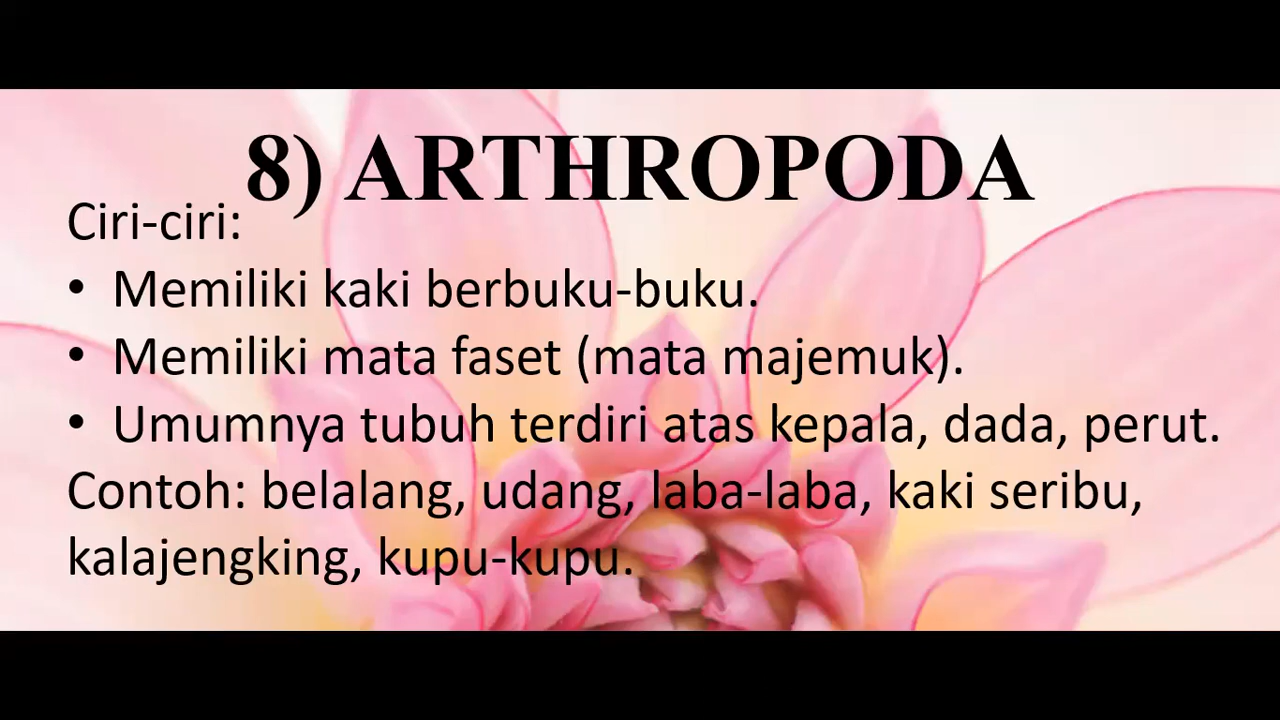 8) ARTHROPODA
Ciri-ciri:
• Memiliki kaki berbuku-buku.
• Memiliki mata faset (mata majemuk).
• Umumnya tubuh terdiri atas kepala, dada, perut.
Contoh: belalang, udang, laba-laba, kaki seribu,
kalajengking, kupu-kupu.